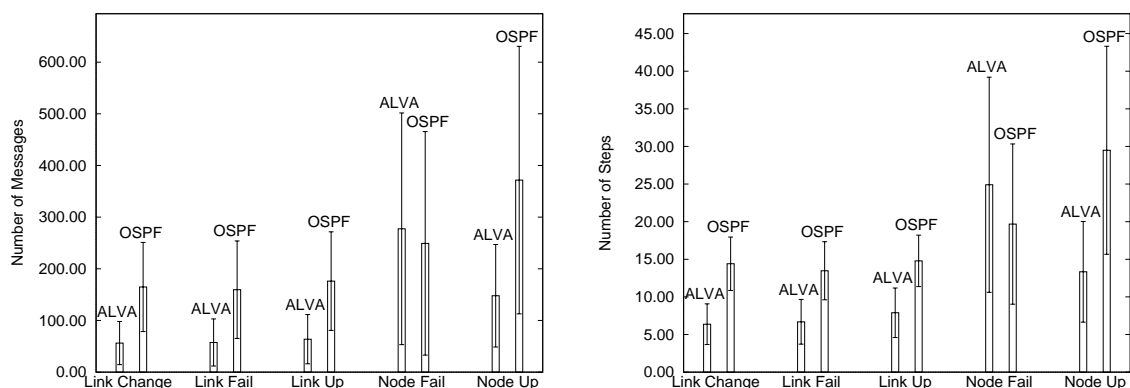 Number of Messages
600.00
500.00
400.00
300.00
200.00
100.00
0.00
ALVA
OSPF
ALVA
OSPF
ALVA
OSPF
ALVA
OSPF
ALVA
OSPF
Link Change
Link Fail
Link Up
Node Fail
Node Up
Number of Steps
45.00
40.00
35.00
30.00
25.00
20.00
15.00
10.00
5.00
0.00
ALVA
OSPF
ALVA
OSPF
ALVA
OSPF
ALVA
OSPF
ALVA
OSPF
Link Change
Link Fail
Link Up
Node Fail
Node Up